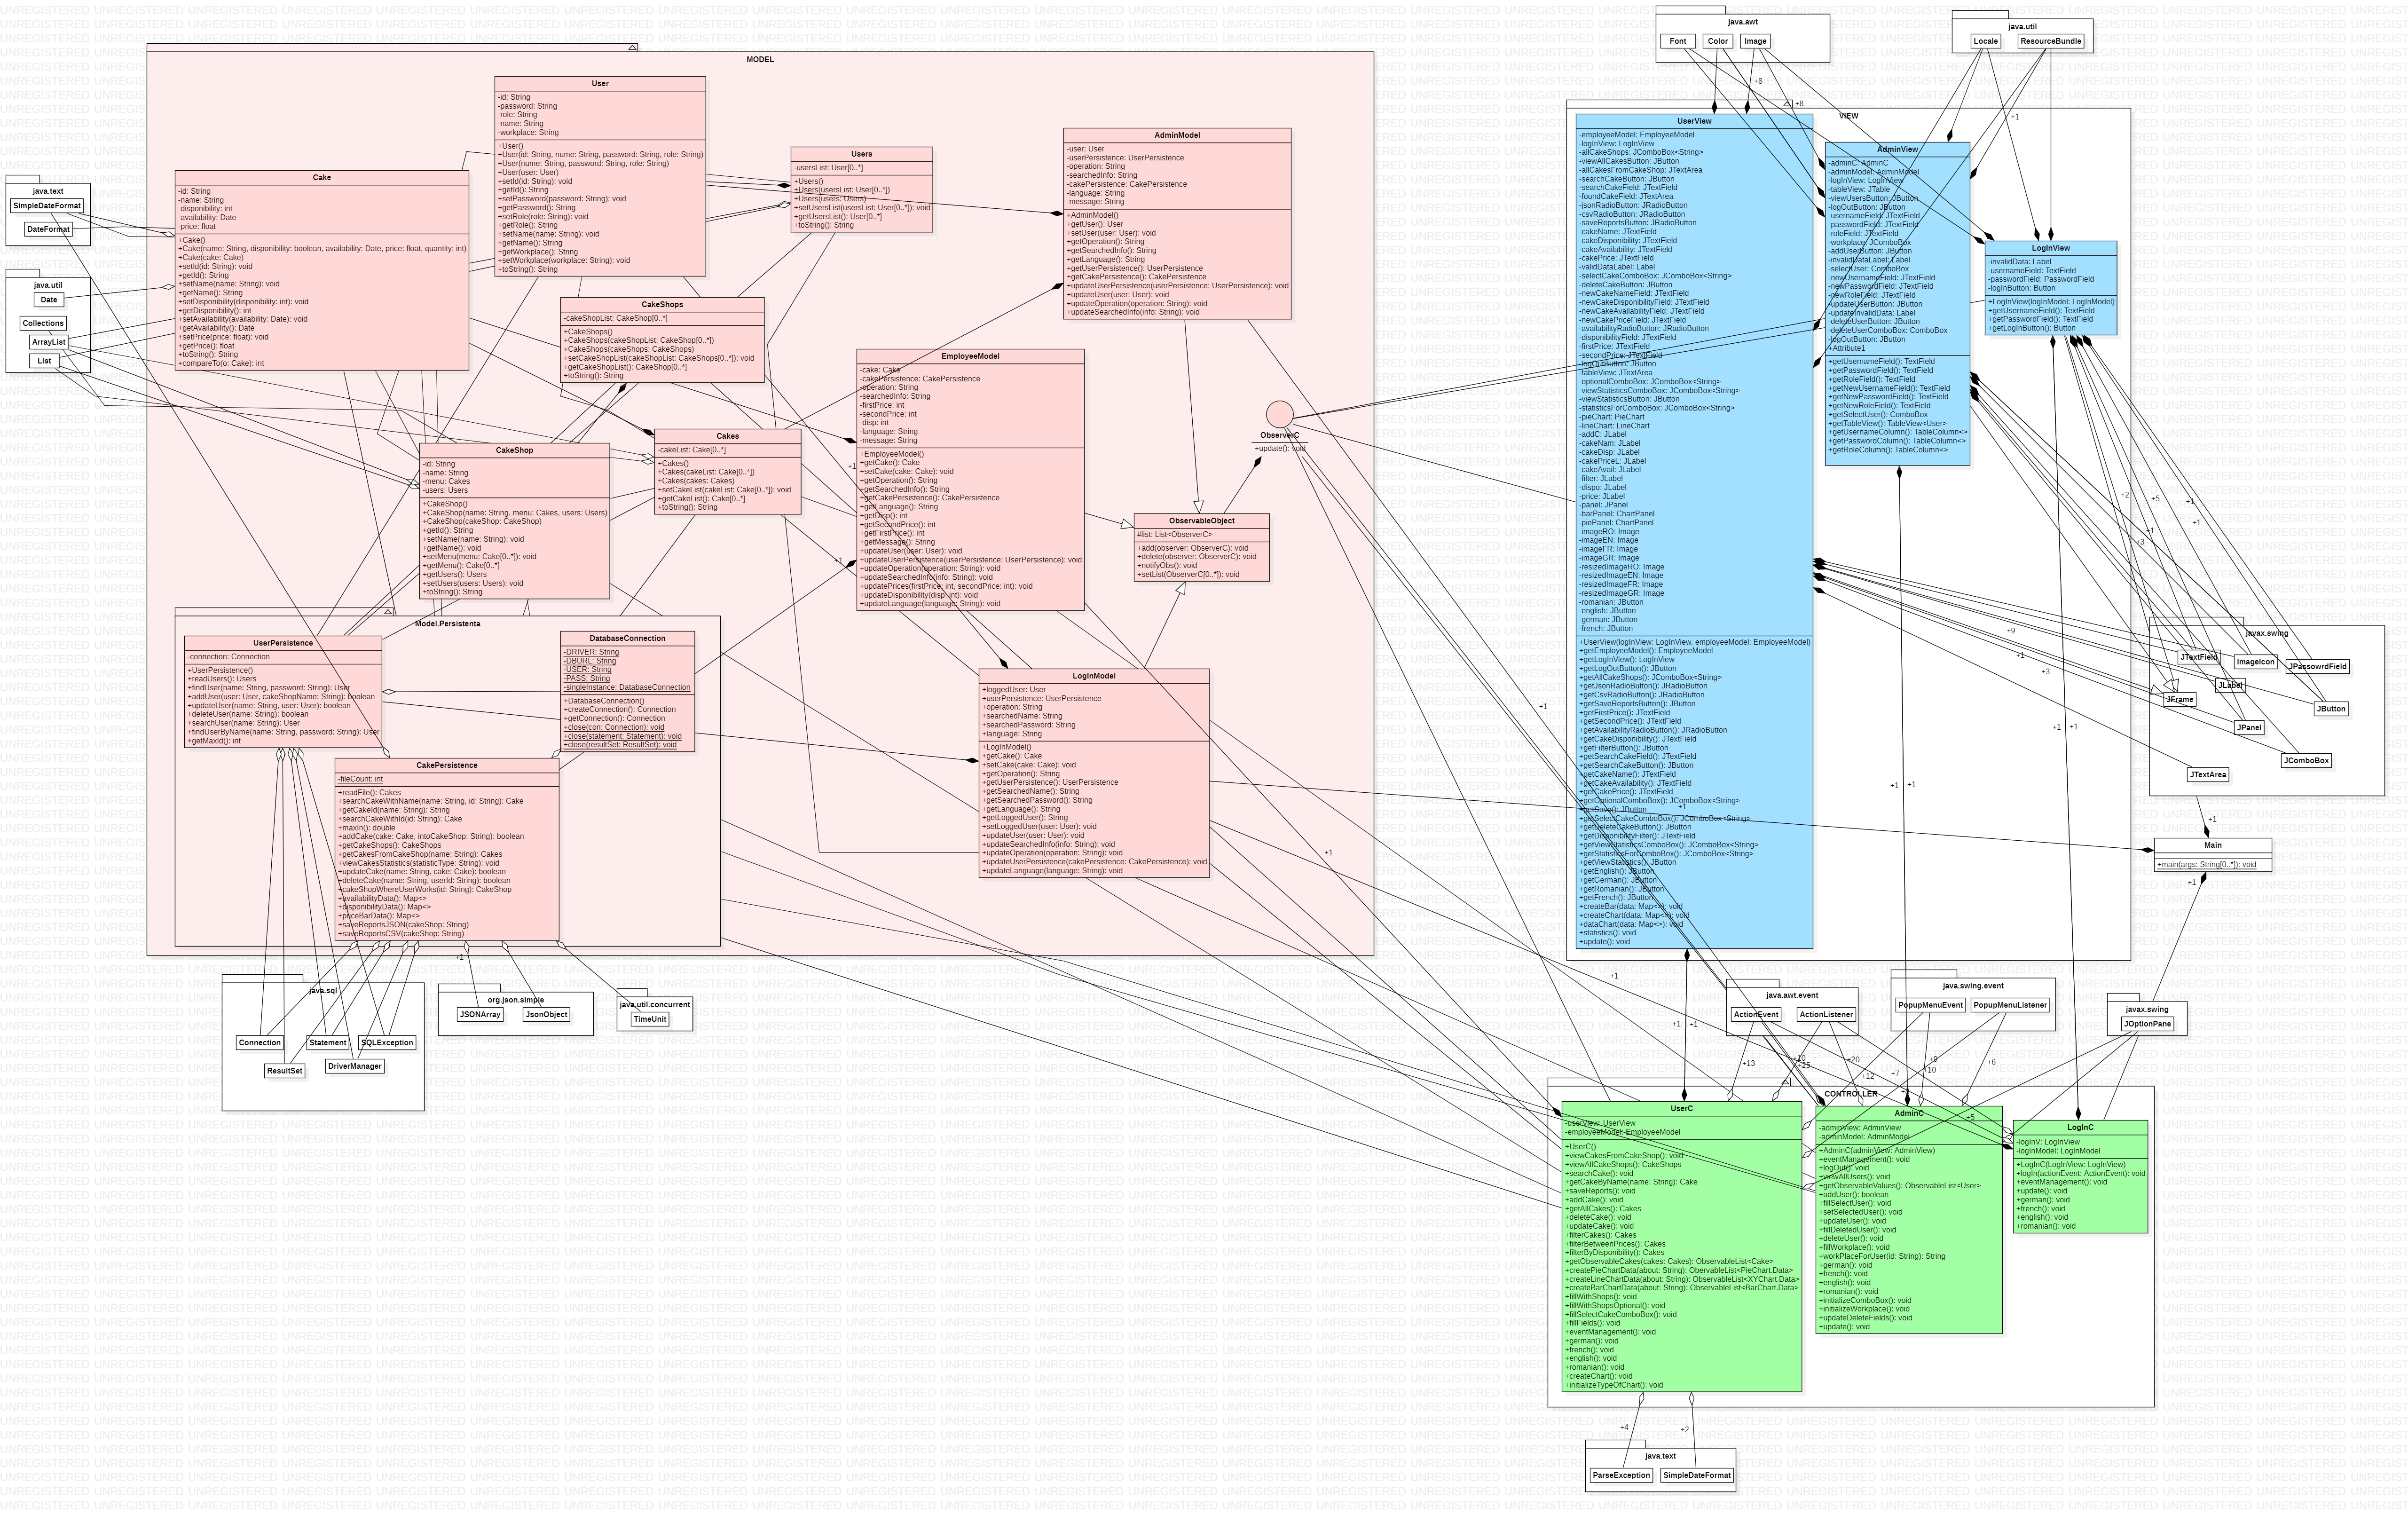 MODEL
User
-id: String
-password: String
-role: String
-name: String
-workplace: String
+User()
+User(id: String, nume: String, password: String, role: String)
+User(nume: String, password: String, role: String)
+User(user: User)
+setId(id: String): void
+getId(): String
+setPassword(password: String): void
+getPassword(): String
+setRole(role: String): void
+getRole(): String
+setName(name: String): void
+getName(): String
+getWorkplace(): String
+setWorkplace(workplace: String): void
+toString(): String
Users
-usersList: User[0..*]
+Users()
+Users(usersList: User[0..*])
+Users(users: Users)
+setUsersList(usersList: User[0..*]): void
+getUsersList(): User[0..*]
+toString(): String
AdminModel
-user: User
-userPersistence: UserPersistence
-operation: String
-searchedInfo: String
-cakePersistence: CakePersistence
-language: String
-message: String
+AdminModel()
+getUser(): User
+setUser(user: User): void
+getOperation(): String
+getSearchedInfo(): String
+getLanguage(): String
+getUserPersistence(): UserPersistence
+getCakePersistence(): CakePersistence
+updateUserPersistence(userPersistence: UserPersistence): void
+updateUser(user: User): void
+updateOperation(operation: String): void
+updateSearchedInfo(info: String): void
Cake
-id: String
-name: String
-disponibility: int
-availability: Date
-price: float
+Cake()
+Cake(name: String, disponibility: boolean, availability: Date, price: float, quantity: int)
+Cake(cake: Cake)
+setId(id: String): void
+getId(): String
+setName(name: String): void
+getName(): String
+setDisponibility(disponibility: int): void
+getDisponibility(): int
+setAvailability(availability: Date): void
+getAvailability(): Date
+setPrice(price: float): void
+getPrice(): float
+toString(): String
+compareTo(o: Cake): int
java.text
SimpleDateFormat
DateFormat
java.util
Date
Collections
ArrayList
List
CakeShops
-cakeShopList: CakeShop[0..*]
+CakeShops()
+CakeShops(cakeShopList: CakeShop[0..*])
+CakeShops(cakeShops: CakeShops)
+setCakeShopList(cakeShopList: CakeShops[0..*]): void
+getCakeShopList(): CakeShop[0..*]
+toString(): String
EmployeeModel
-cake: Cake
-cakePersistence: CakePersistence
-operation: String
-searchedInfo: String
-firstPrice: int
-secondPrice: int
-disp: int
-language: String
-message: String
+EmployeeModel()
+getCake(): Cake
+setCake(cake: Cake): void
+getOperation(): String
+getSearchedInfo(): String
+getCakePersistence(): CakePersistence
+getLanguage(): String
+getDisp(): int
+getSecondPrice(): int
+getFirstPrice(): int
+getMessage(): String
+updateUser(user: User): void
+updateUserPersistence(userPersistence: UserPersistence): void
+updateOperation(operation: String): void
+updateSearchedInfo(info: String): void
+updatePrices(firstPrice: int, secondPrice: int): void
+updateDisponibility(disp: int): void
+updateLanguage(language: String): void
+1
+1
Cakes
-cakeList: Cake[0..*]
+Cakes()
+Cakes(cakeList: Cake[0..*])
+Cakes(cakes: Cakes)
+setCakeList(cakeList: Cake[0..*]): void
+getCakeList(): Cake[0..*]
+toString(): String
CakeShop
-id: String
-name: String
-menu: Cakes
-users: Users
+CakeShop()
+CakeShop(name: String, menu: Cakes, users: Users)
+CakeShop(cakeShop: CakeShop)
+getId(): String
+setName(name: String): void
+getName(): void
+setMenu(menu: Cake[0..*]): void
+getMenu(): Cake[0..*]
+getUsers(): Users
+setUsers(users: Users): void
+toString(): String
ObserverC
+update(): void
ObservableObject
#list: List<ObserverC>
+add(observer: ObserverC): void
+delete(observer: ObserverC): void
+notifyObs(): void
+setList(ObserverC[0..*]): void
Model.Persistenta
UserPersistence
-connection: Connection
+UserPersistence()
+readUsers(): Users
+findUser(name: String, password: String): User
+addUser(user: User, cakeShopName: String): boolean
+updateUser(name: String, user: User): boolean
+deleteUser(name: String): boolean
+searchUser(name: String): User
+findUserByName(name: String, password: String): User
+getMaxId(): int
DatabaseConnection
-DRIVER: String
-DBURL: String
-USER: String
-PASS: String
-singleInstance: DatabaseConnection
+DatabaseConnection()
+createConnection(): Connection
+getConnection(): Connection
+close(con: Connection): void
+close(statement: Statement): void
+close(resultSet: ResultSet): void
CakePersistence
-fileCount: int
+readFile(): Cakes
+searchCakeWithName(name: String, id: String): Cake
+getCakeId(name: String): String
+searchCakeWithId(id: String): Cake
+maxIn(): double
+addCake(cake: Cake, intoCakeShop: String): boolean
+getCakeShops(): CakeShops
+getCakesFromCakeShop(name: String): Cakes
+viewCakesStatistics(statisticType: String): void
+updateCake(name: String, cake: Cake): boolean
+deleteCake(name: String, userId: String): boolean
+cakeShopWhereUserWorks(id: String): CakeShop
+availabilityData(): Map<>
+disponibilityData(): Map<>
+priceBarData(): Map<>
+saveReportsJSON(cakeShop: String)
+saveReportsCSV(cakeShop: String)
LogInModel
+loggedUser: User
+userPersistence: UserPersistence
+operation: String
+searchedName: String
+searchedPassword: String
+language: String
+LogInModel()
+getCake(): Cake
+setCake(cake: Cake): void
+getOperation(): String
+getUserPersistence(): UserPersistence
+getSearchedName(): String
+getSearchedPassword(): String
+getLanguage(): String
+getLoggedUser(): String
+setLoggedUser(user: User): void
+updateUser(user: User): void
+updateSearchedInfo(info: String): void
+updateOperation(operation: String): void
+updateUserPersistence(cakePersistence: CakePersistence): void
+updateLanguage(language: String): void
+1
java.sql
Connection
Statement
SQLException
ResultSet
DriverManager
+1
org.json.simple
JSONArray
JsonObject
java.util.concurrent
TimeUnit
java.awt
Font
Color
Image
java.util
Locale
ResourceBundle
+8
+8
+1
VIEW
UserView
-employeeModel: EmployeeModel
-logInView: LogInView
-allCakeShops: JComboBox<String>
-viewAllCakesButton: JButton
-allCakesFromCakeShop: JTextArea
-searchCakeButton: JButton
-searchCakeField: JTextField
-foundCakeField: JTextArea
-jsonRadioButton: JRadioButton
-csvRadioButton: JRadioButton
-saveReportsButton: JRadioButton
-cakeName: JTextField
-cakeDisponibility: JTextField
-cakeAvailability: JTextField
-cakePrice: JTextField
-validDataLabel: Label
-selectCakeComboBox: JComboBox<String>
-deleteCakeButton: JButton
-newCakeNameField: JTextField
-newCakeDisponibilityField: JTextField
-newCakeAvailabilityField: JTextField
-newCakePriceField: JTextField
-availabilityRadioButton: JRadioButton
-disponibilityField: JTextField
-firstPrice: JTextField
-secondPrice: JTextField
-logOutButton: JButton
-tableView: JTextArea
-optionalComboBox: JComboBox<String>
-viewStatisticsComboBox: JComboBox<String>
-viewStatisticsButton: JButton
-statisticsForComboBox: JComboBox<String>
-pieChart: PieChart
-lineChart: LineChart
-addC: JLabel
-cakeNam: JLabel
-cakeDisp: JLabel
-cakePriceL: JLabel
-cakeAvail: JLabel
-filter: JLabel
-dispo: JLabel
-price: JLabel
-panel: JPanel
-barPanel: ChartPanel
-piePanel: ChartPanel
-imageRO: Image
-imageEN: Image
-imageFR: Image
-imageGR: Image
-resizedImageRO: Image
-resizedImageEN: Image
-resizedImageFR: Image
-resizedImageGR: Image
-romanian: JButton
-english: JButton
-german: JButton
-french: JButton
+UserView(logInView: LogInView, employeeModel: EmployeeModel)
+getEmployeeModel(): EmployeeModel
+getLogInView(): LogInView
+getLogOutButton(): JButton
+getAllCakeShops(): JComboBox<String>
+getJsonRadioButton(): JRadioButton
+getCsvRadioButton(): JRadioButton
+getSaveReportsButton(): JButton
+getFirstPrice(): JTextField
+getSecondPrice(): JTextField
+getAvailabilityRadioButton(): JRadioButton
+getCakeDisponibility(): JTextField
+getFilterButton(): JButton
+getSearchCakeField(): JTextField
+getSearchCakeButton(): JButton
+getCakeName(): JTextField
+getCakeAvailability(): JTextField
+getCakePrice(): JTextField
+getOptionalComboBox(): JComboBox<String>
+getSave(): JButton
+getSelectCakeComboBox(): JComboBox<String>
+getDeleteCakeButton(): JButton
+getDisponibilityFilter(): JTextField
+getViewStatisticsComboBox(): JComboBox<String>
+getStatisticsForComboBox(): JComboBox<String>
+getViewStatistics(): JButton
+getEnglish(): JButton
+getGerman(): JButton
+getRomanian(): JButton
+getFrench(): JButton
+createBar(data: Map<>): void
+createChart(data: Map<>): void
+dataChart(data: Map<>): void
+statistics(): void
+update(): void
AdminView
-adminC: AdminC
-adminModel: AdminModel
-logInView: LogInView
-tableView: JTable
-viewUsersButton: JButton
-logOutButton: JButton
-usernameField: JTextField
-passwordField: JTextField
-roleField: JTextField
-workplace: JComboBox
-addUserButton: JButton
-invalidDataLabel: Label
-selectUser: ComboBox
-newUsernameField: JTextField
-newPasswordField: JTextField
-newRoleField: JTextField
-updateUserButton: JButton
-updateInvalidData: Label
-deleteUserButton: JButton
-deleteUserComboBox: ComboBox
-logOutButton: JButton
+Attribute1
+getUsernameField(): TextField
+getPasswordField(): TextField
+getRoleField(): TextField
+getNewUsernameField(): TextField
+getNewPasswordField(): TextField
+getNewRoleField(): TextField
+getSelectUser(): ComboBox
+getTableView(): TableView<User>
+getUsernameColumn(): TableColumn<>
+getPasswordColumn(): TableColumn<>
+getRoleColumn(): TableColumn<>
LogInView
-invalidData: Label
-usernameField: TextField
-passwordField: PasswordField
-logInButton: Button
+LogInView(logInModel: LogInModel)
+getUsernameField(): TextField
+getPasswordField(): TextField
+getLogInButton(): Button
+2
+5
+1
+1
+1
+3
+9
+1
+3
+1
+1
+1
+1
+1
+1
javax.swing
JTextField
ImageIcon
JPassowrdField
JLabel
JFrame
JButton
JPanel
JComboBox
JTextArea
+1
Main
+main(args: String[0..*]): void
+1
+1
+1
+1
java.awt.event
ActionEvent
ActionListener
java.swing.event
PopupMenuEvent
PopupMenuListener
javax.swing
JOptionPane
+13
+10
+25
+20
+12
+7
+9
+10
+6
+5
CONTROLLER
UserC
-userView: UserView
-employeeModel: EmployeeModel
+UserC()
+viewCakesFromCakeShop(): void
+viewAllCakeShops(): CakeShops
+searchCake(): void
+getCakeByName(name: String): Cake
+saveReports(): void
+addCake(): void
+getAllCakes(): Cakes
+deleteCake(): void
+updateCake(): void
+filterCakes(): Cakes
+filterBetweenPrices(): Cakes
+filterByDisponibility(): Cakes
+getObservableCakes(cakes: Cakes): ObservableList<Cake>
+createPieChartData(about: String): ObervableList<PieChart.Data>
+createLineChartData(about: String): ObservableList<XYChart.Data>
+createBarChartData(about: String): ObservableList<BarChart.Data>
+fillWithShops(): void
+fillWithShopsOptional(): void
+fillSelectCakeComboBox(): void
+fillFields(): void
+eventManagement(): void
+german(): void
+french(): void
+english(): void
+romanian(): void
+createChart(): void
+initializeTypeOfChart(): void
AdminC
-adminView: AdminView
-adminModel: AdminModel
+AdminC(adminView: AdminView)
+eventManagement(): void
+logOut(): void
+viewAllUsers(): void
+getObservableValues(): ObservableList<User>
+addUser(): boolean
+fillSelectUser(): void
+setSelectedUser(): void
+updateUser(): void
+fillDeletedUser(): void
+deleteUser(): void
+fillWorkplace(): void
+workPlaceForUser(id: String): String
+german(): void
+french(): void
+english(): void
+romanian(): void
+initializeComboBox(): void
+initializeWorkplace(): void
+updateDeleteFields(): void
+update(): void
LogInC
-logInV: LogInView
-logInModel: LogInModel
+LogInC(LogInView: LogInView)
+logIn(actionEvent: ActionEvent): void
+eventManagement(): void
+update(): void
+german(): void
+french(): void
+english(): void
+romanian(): void
+4
+2
java.text
ParseException
SimpleDateFormat